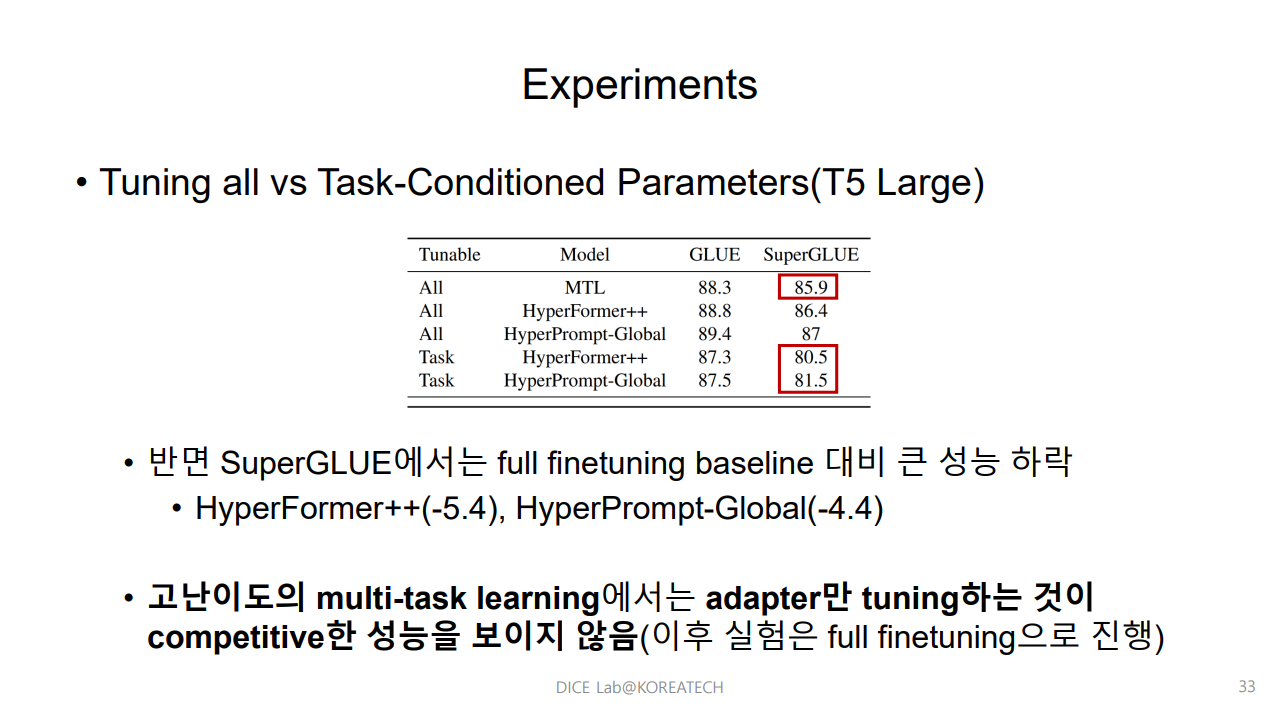 Experiments
• Tuning all vs Task-Conditioned Parameters(T5 Large)
Tunable Model GLUE SuperGLUE
All MTL 88.3 85.9
All HyperFormer++ 88.8 86.4
All HyperPrompt-Global 89.4 87
Task HyperFormer++ 87.3 80.5
Task HyperPrompt-Global 87.5 81.5
• 반면 SuperGLUE에서는 full finetuning baseline 대비 큰 성능 하락
• HyperFormer++(-5.4), HyperPrompt-Global(-4.4)
• 고난이도의 multi-task learning에서는 adapter만 tuning하는 것이
competitive한 성능을 보이지 않음(이후 실험은 full finetuning으로 진행)
DICE Lab@KOREATECH
33